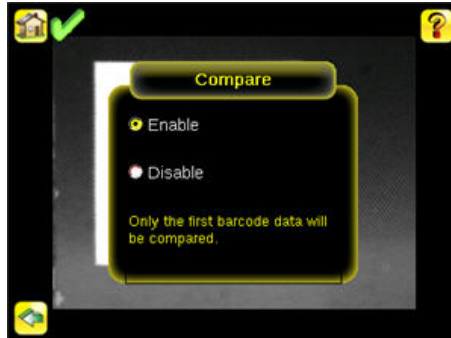 Compare
Enable
Disable
Only the first barcode data will
be compared.